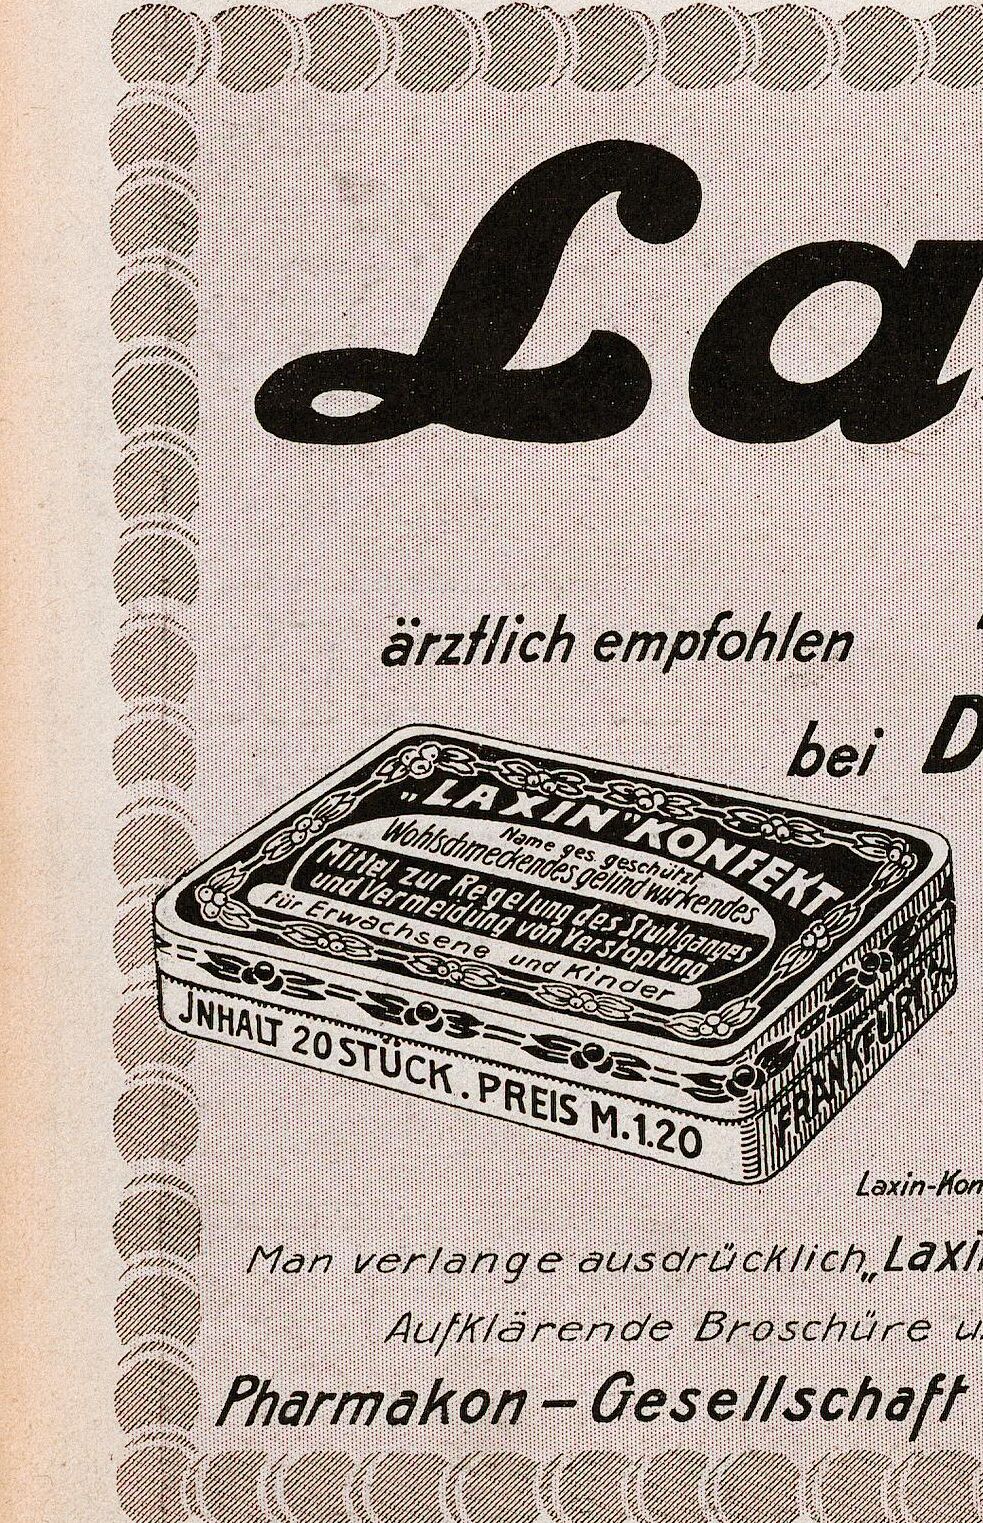 La
ärztlich empfohlen
bei D
„LAXIN“KONFEKT
Name ges. geschützt
Wohlschmeckendes gelind wirkendes
Mittel zur Regelung des Stuhlganges
und Vermeidung von Verstopfung
für Erwachsene und Kinder
JNHALT 20 STÜCK. PREIS M.1.20
FRANKFURT
Laxin-Kon
Man verlange ausdrücklich „Laxin
Aufklärende Broschüre u
Pharmakon - Gesellschaft